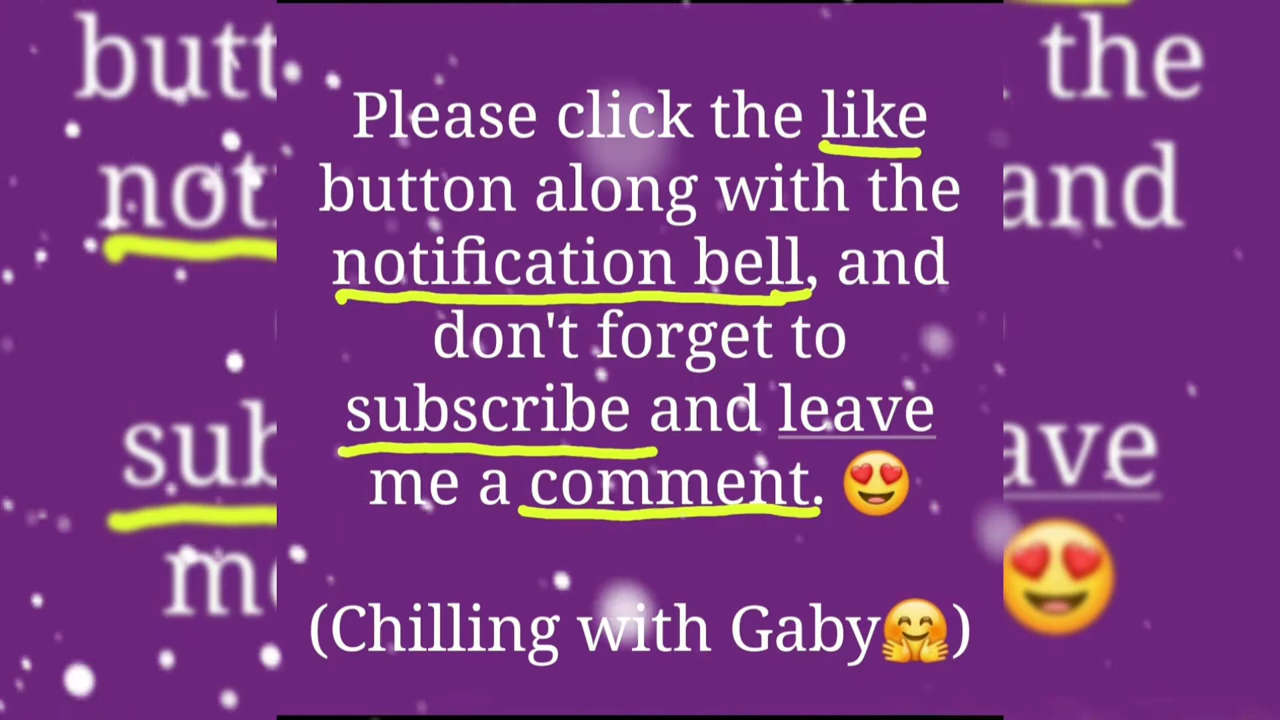 Please click the like
button along with the
notification bell, and
don't forget to
subscribe and leave
me a comment. 😍
(Chilling with Gaby🤗)